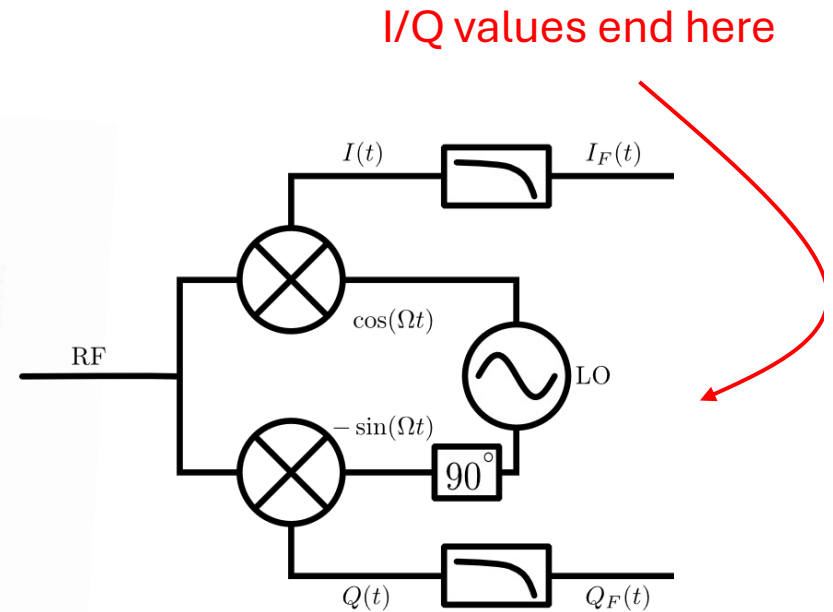 I/Q values end here
I(t)
I_F(t)
cos(Ωt)
RF
LO
− sin(Ωt)
90°
Q(t)
Q_F(t)